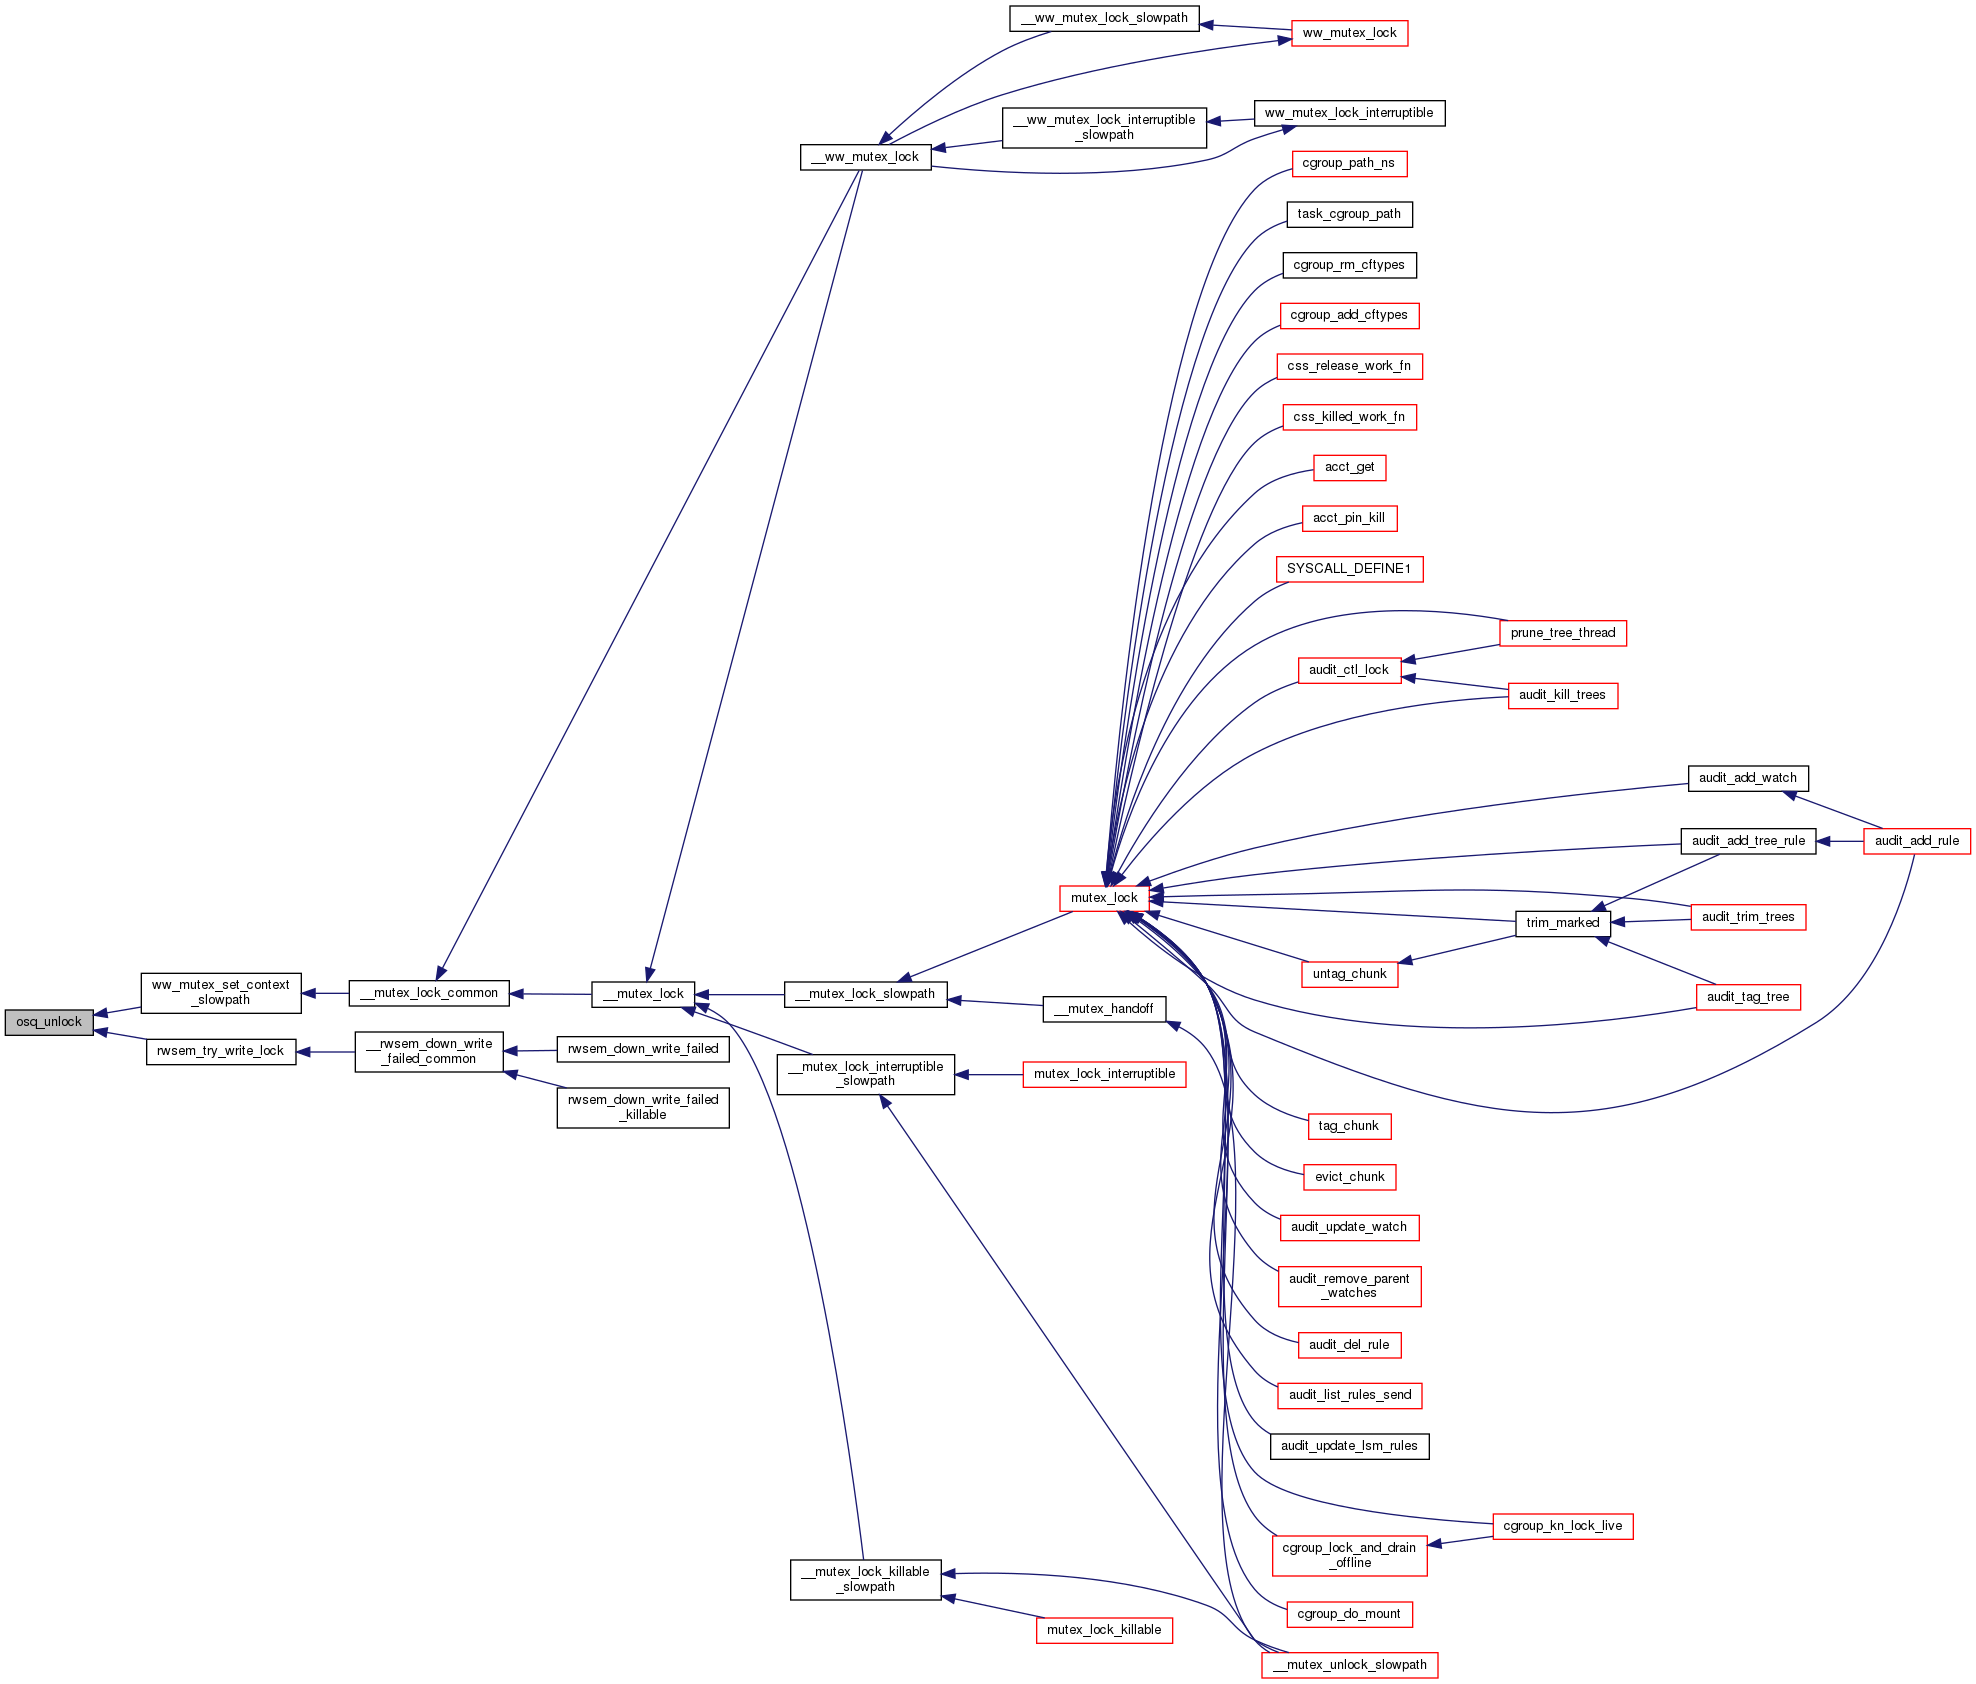 __ww_mutex_lock_slowpath
ww_mutex_lock
ww_mutex_lock_interruptible
__ww_mutex_lock_interruptible
_slowpath
__ww_mutex_lock
cgroup_path_ns
task_cgroup_path
cgroup_rm_cftypes
cgroup_add_cftypes
css_release_work_fn
css_killed_work_fn
acct_get
acct_pin_kill
SYSCALL_DEFINE1
prune_tree_thread
audit_ctl_lock
audit_kill_trees
audit_add_watch
audit_add_tree_rule
audit_add_rule
mutex_lock
audit_trim_trees
trim_marked
untag_chunk
audit_tag_tree
ww_mutex_set_context
_slowpath
__mutex_lock_common
__mutex_lock
__mutex_lock_slowpath
__mutex_handoff
osq_unlock
rwsem_try_write_lock
__rwsem_down_write
_failed_common
rwsem_down_write_failed
rwsem_down_write_failed
_killable
__mutex_lock_interruptible
_slowpath
mutex_lock_interruptible
tag_chunk
evict_chunk
audit_update_watch
audit_remove_parent
_watches
audit_del_rule
audit_list_rules_send
audit_update_lsm_rules
cgroup_kn_lock_live
cgroup_lock_and_drain
_offline
__mutex_lock_killable
_slowpath
cgroup_do_mount
mutex_lock_killable
__mutex_unlock_slowpath